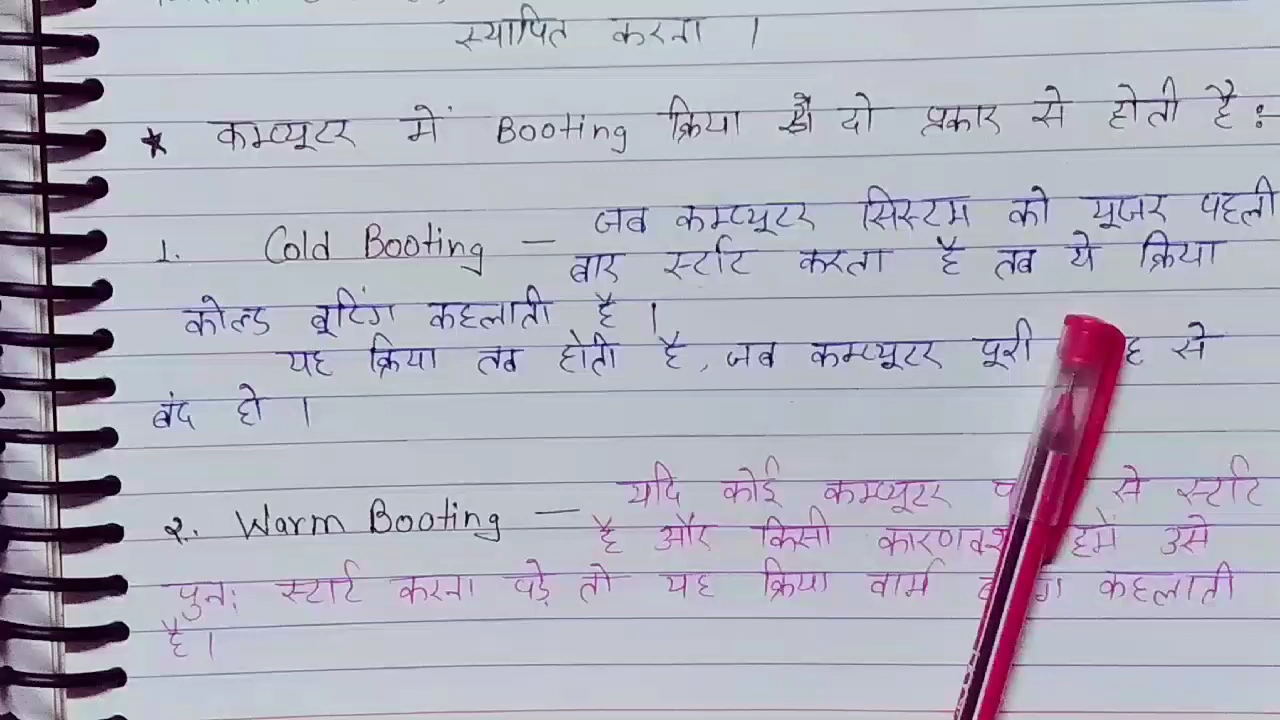 स्थापित करना ।
* कम्प्यूटर में Booting क्रिया दो प्रकार से होती है :-
1. Cold Booting – जब कम्प्यूटर सिस्टम को यूजर पहली
बार स्टार्ट करता है तब ये क्रिया
कोल्ड बूटिंग कहलाती है ।
यह क्रिया तब होती है, जब कम्प्यूटर पूरी ह से
बंद हो ।
2. Warm Booting – यदि कोई कम्प्यूटर से स्टार्ट
है और किसी कारणवश हमें उसे
पुनः स्टार्ट करना पड़े तो यह क्रिया वार्म कहलाती
है ।